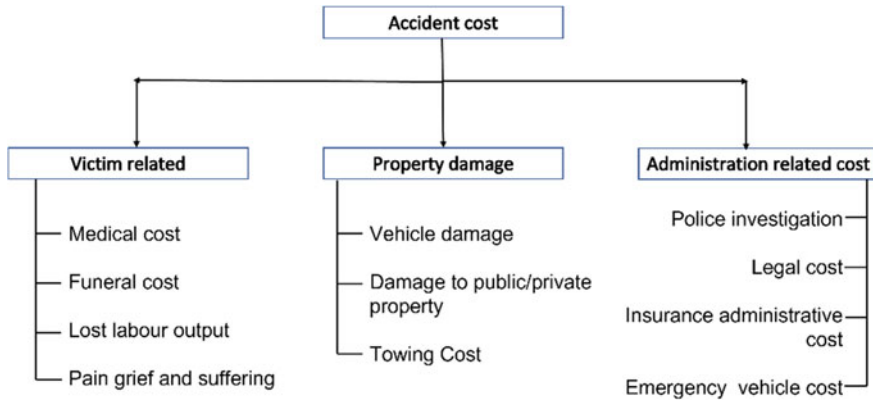 Accident cost
Victim related
Medical cost
Funeral cost
Lost labour output
Pain grief and suffering
Property damage
Vehicle damage
Damage to public/private
property
Towing Cost
Administration related cost
Police investigation
Legal cost
Insurance administrative
cost
Emergency vehicle cost